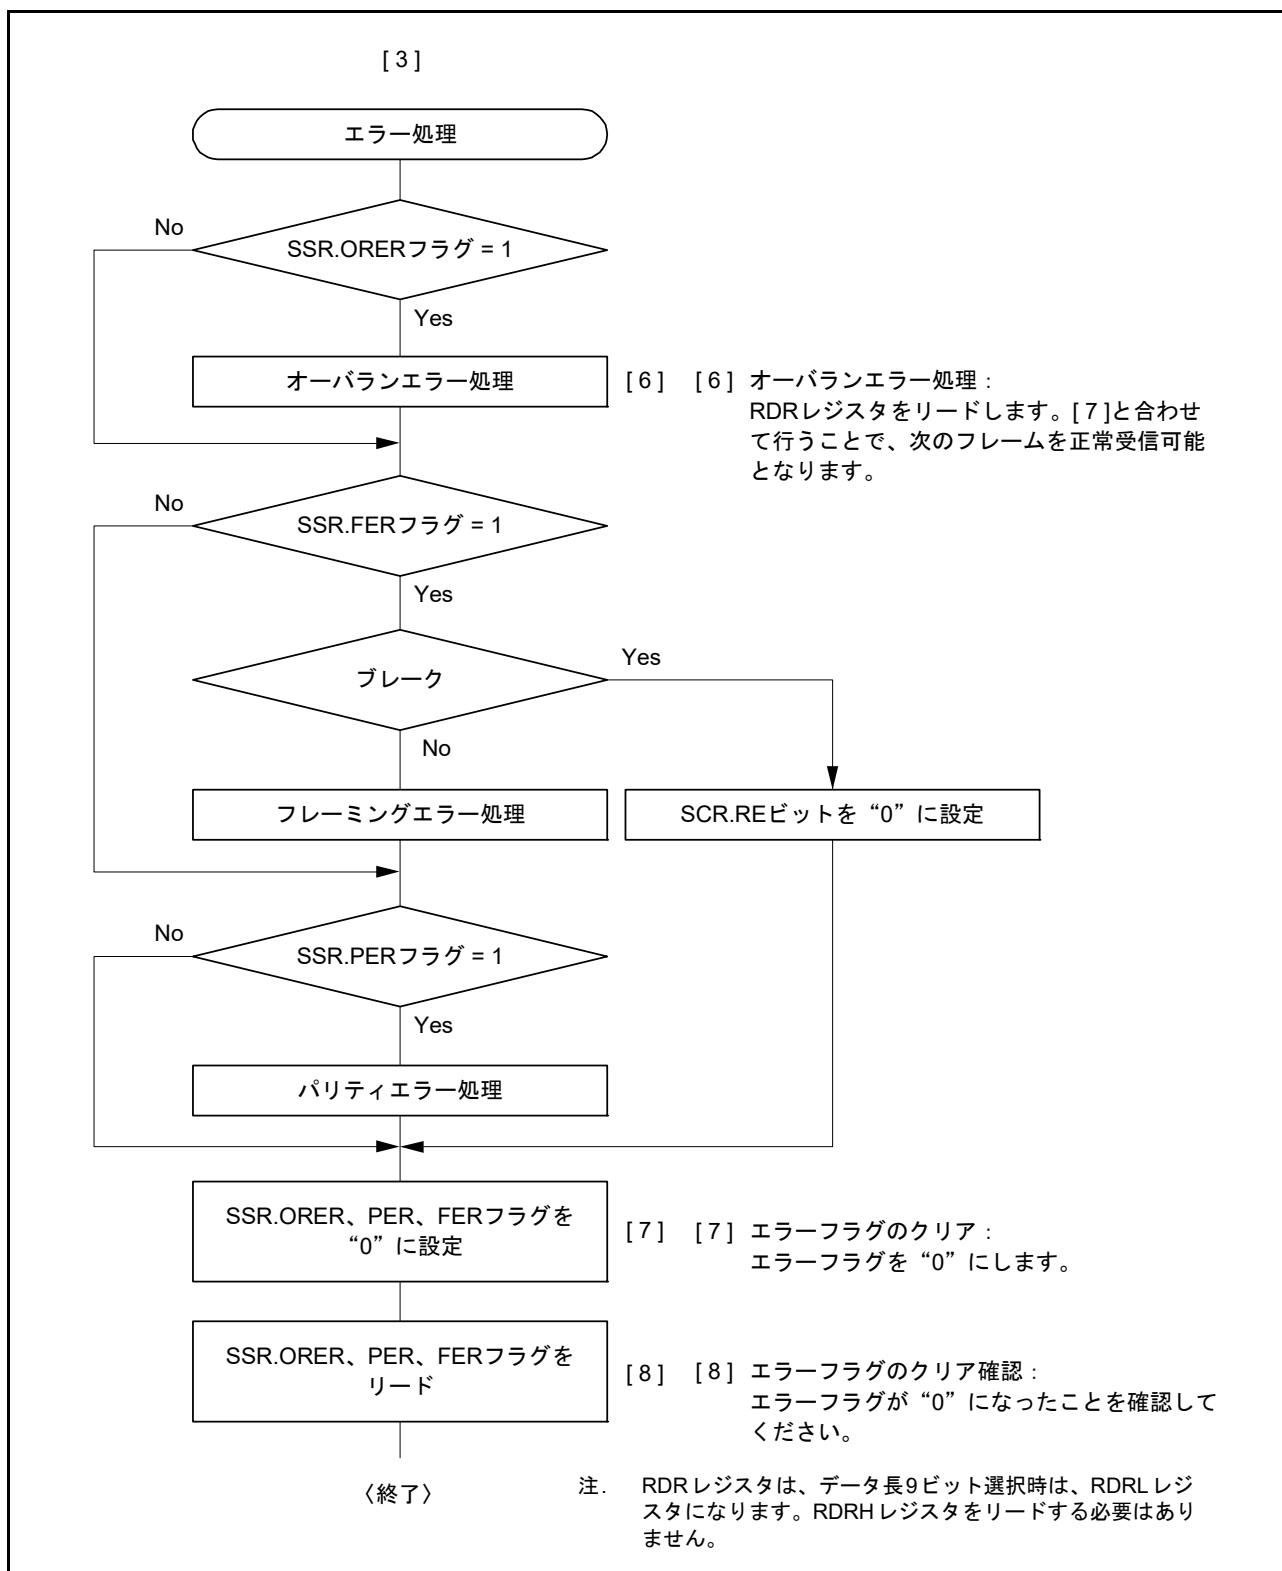 [ 3 ]
エラー処理
No
SSR.ORERフラグ = 1
Yes
オーバランエラー処理
[ 6 ]
[ 6 ] オーバランエラー処理：
RDRレジスタをリードします。[ 7 ]と合わせ
て行うことで、次のフレームを正常受信可能
となります。
No
SSR.FERフラグ = 1
Yes
ブレーク
Yes
No
フレーミングエラー処理
SCR.REビットを“0”に設定
No
SSR.PERフラグ = 1
Yes
パリティエラー処理
SSR.ORER、PER、FERフラグを
“0”に設定
[ 7 ]
[ 7 ] エラーフラグのクリア：
エラーフラグを“0”にします。
SSR.ORER、PER、FERフラグを
リード
[ 8 ]
[ 8 ] エラーフラグのクリア確認：
エラーフラグが“0”になったことを確認して
ください。
〈終了〉
注. RDRレジスタは、データ長9ビット選択時は、RDRLレジ
スタになります。RDRHレジスタをリードする必要はあり
ません。